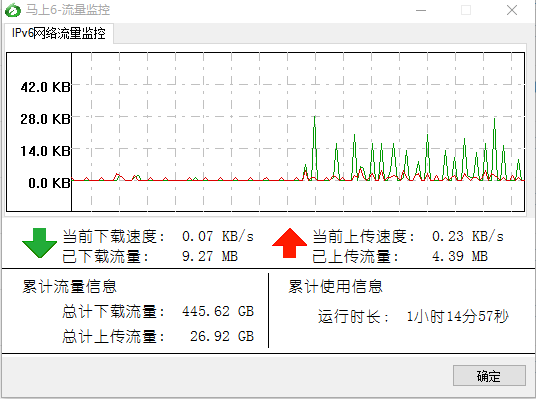 马上6-流量监控
IPv6网络流量监控
42.0 KB
28.0 KB
14.0 KB
0.0 KB
当前下载速度： 0.07 KB/s
当前上传速度： 0.23 KB/s
已下载流量： 9.27 MB
已上传流量： 4.39 MB
累计流量信息
累计使用信息
总计下载流量： 445.62 GB
运行时长： 1小时14分57秒
总计上传流量： 26.92 GB
确定